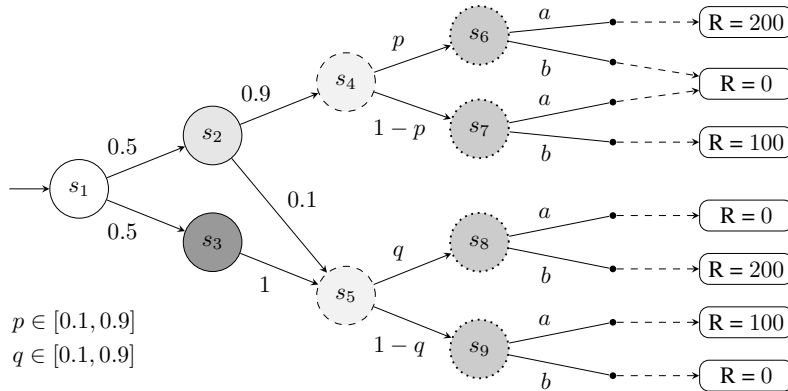 a
R = 200
s₆
p
b
s₄
0.9
a
R = 0
1 − p
s₇
s₂
b
R = 100
0.5
s₁
0.1
0.5
s₃
a
R = 0
q
s₈
b
R = 200
1
s₅
p ∈ [0.1, 0.9]
a
R = 100
1 − q
s₉
q ∈ [0.1, 0.9]
b
R = 0